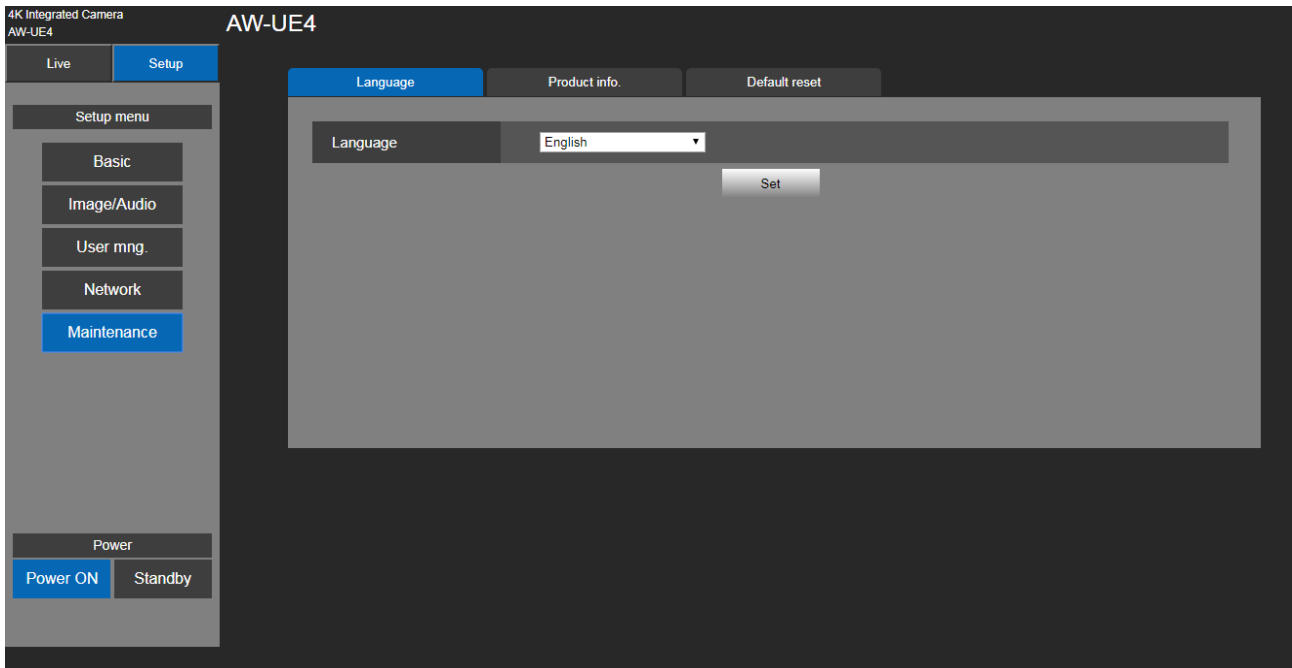 4K Integrated Camera
AW-UE4
AW-UE4
Live
Setup
Setup menu
Basic
Image/Audio
User mng.
Network
Maintenance
Power
Power ON
Standby
Language
Product info.
Default reset
Language
English
Set